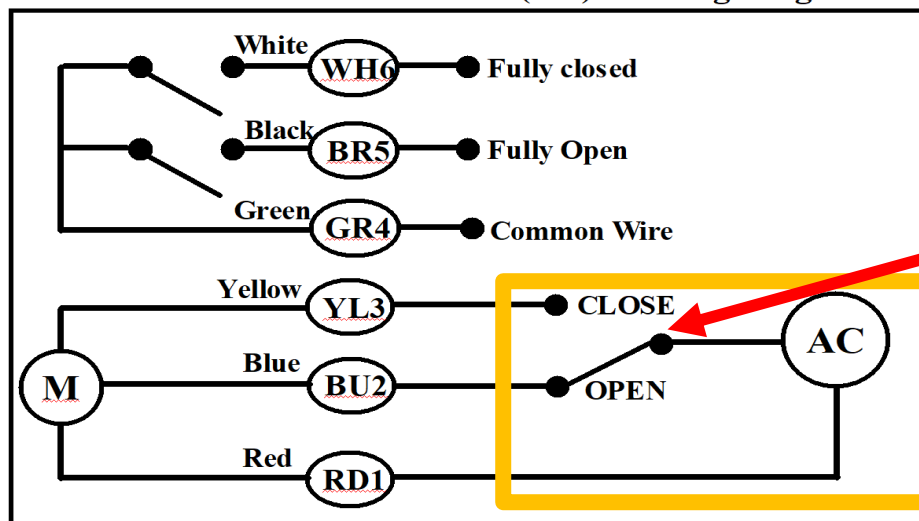 White WH6 Fully closed
Black BR5 Fully Open
Green GR4 Common Wire
Yellow YL3 CLOSE
AC
M Blue BU2 OPEN
Red RD1